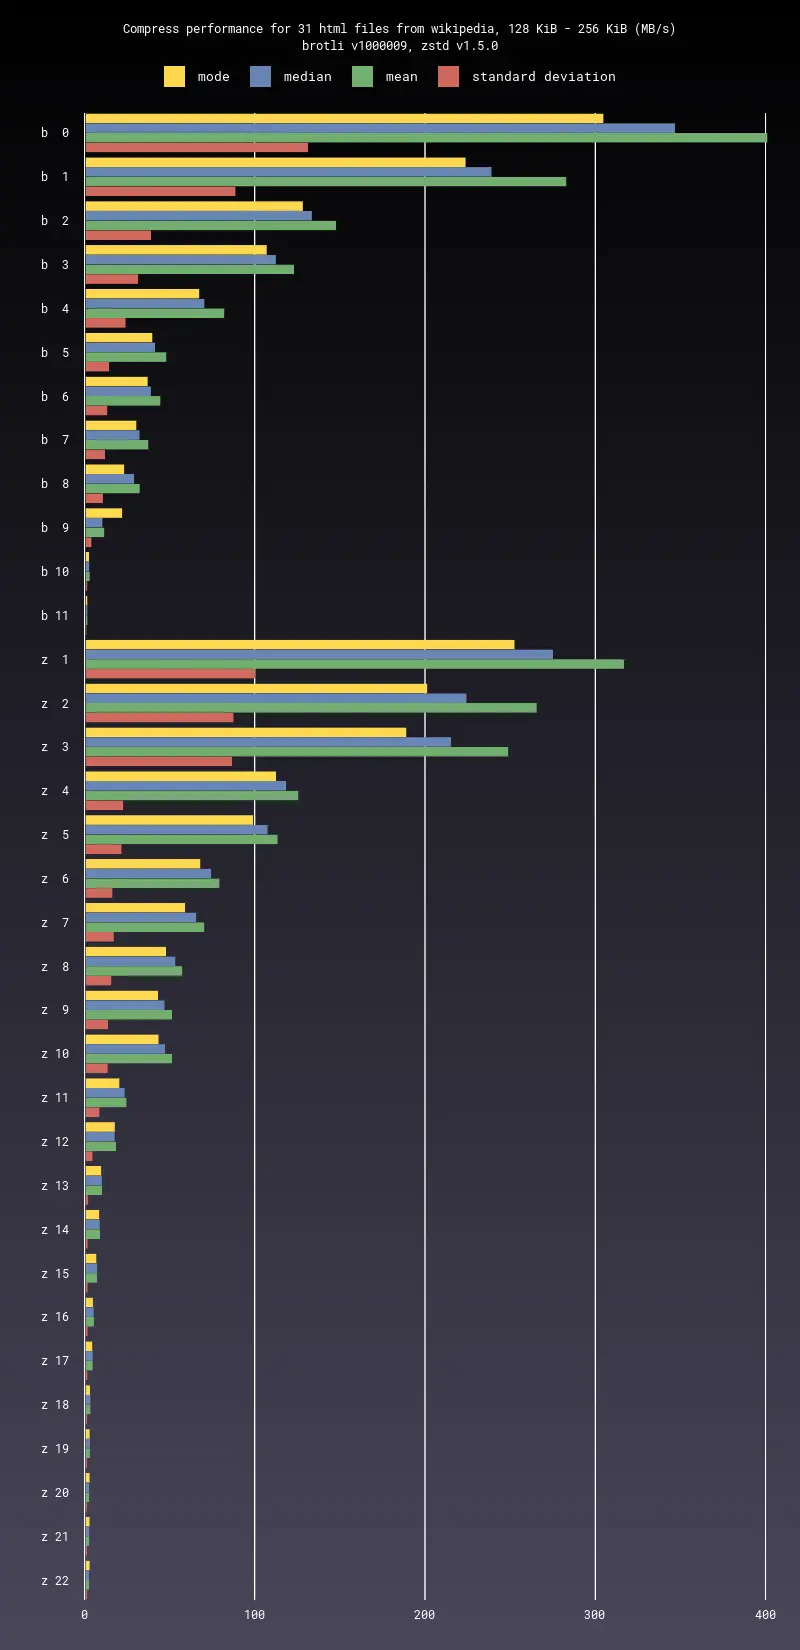 Compress performance for 31 html files from wikipedia, 128 KiB - 256 KiB (MB/s)
brotli v1000009, zstd v1.5.0
mode median mean standard deviation
b 0
b 1
b 2
b 3
b 4
b 5
b 6
b 7
b 8
b 9
b 10
b 11
z 1
z 2
z 3
z 4
z 5
z 6
z 7
z 8
z 9
z 10
z 11
z 12
z 13
z 14
z 15
z 16
z 17
z 18
z 19
z 20
z 21
z 22
0 100 200 300 400